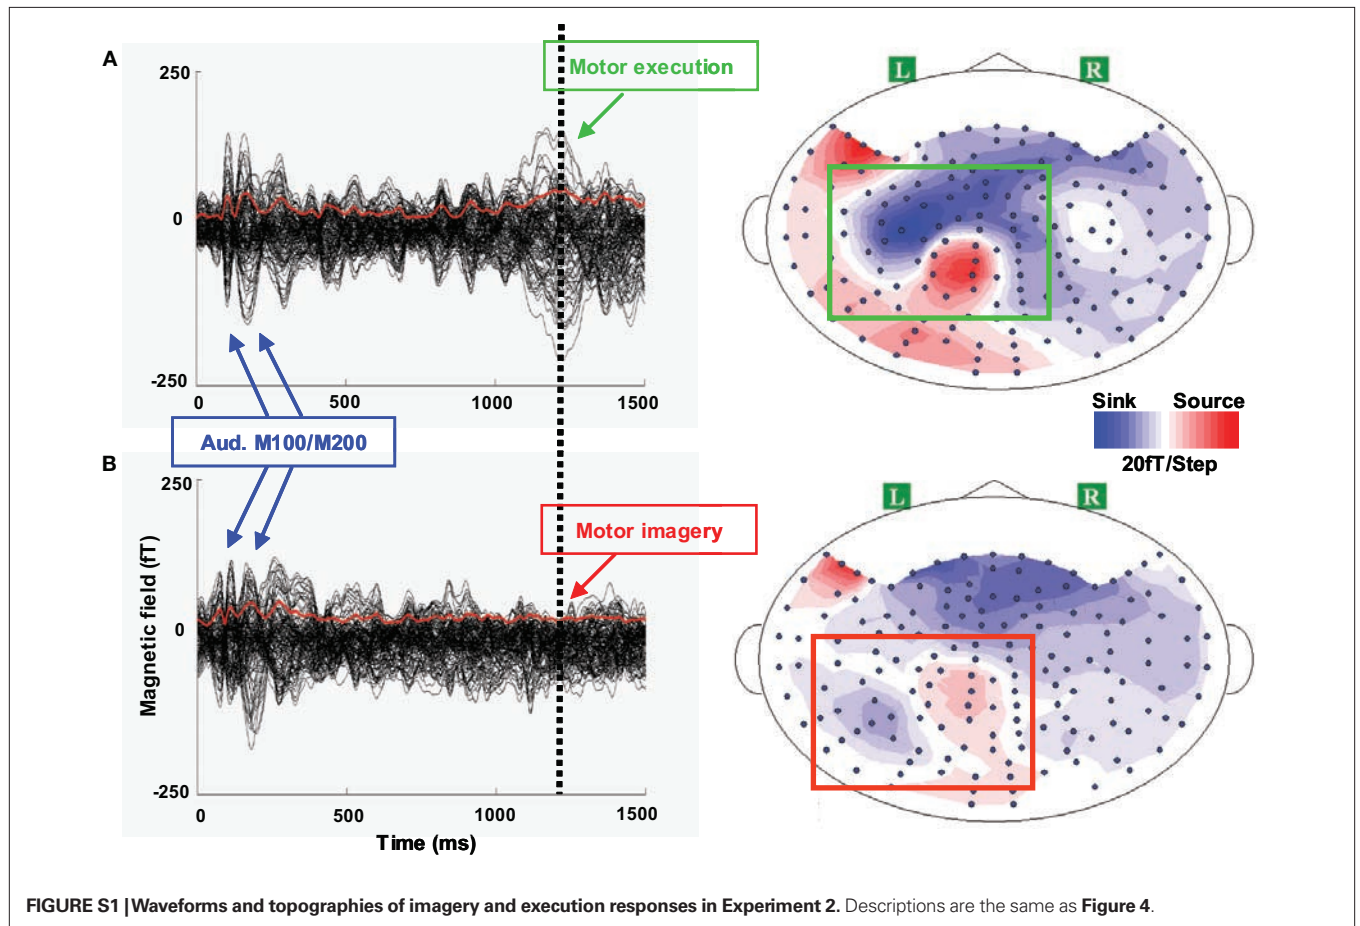 A
250
Motor execution
L
R
0
-250
0
500
1000
1500
Sink
Source
20fT/Step
Aud. M100/M200
B
250
Motor imagery
L
R
Magnetic field (fT)
0
-250
0
500
1000
1500
Time (ms)
FIGURE S1 | Waveforms and topographies of imagery and execution responses in Experiment 2. Descriptions are the same as Figure 4.